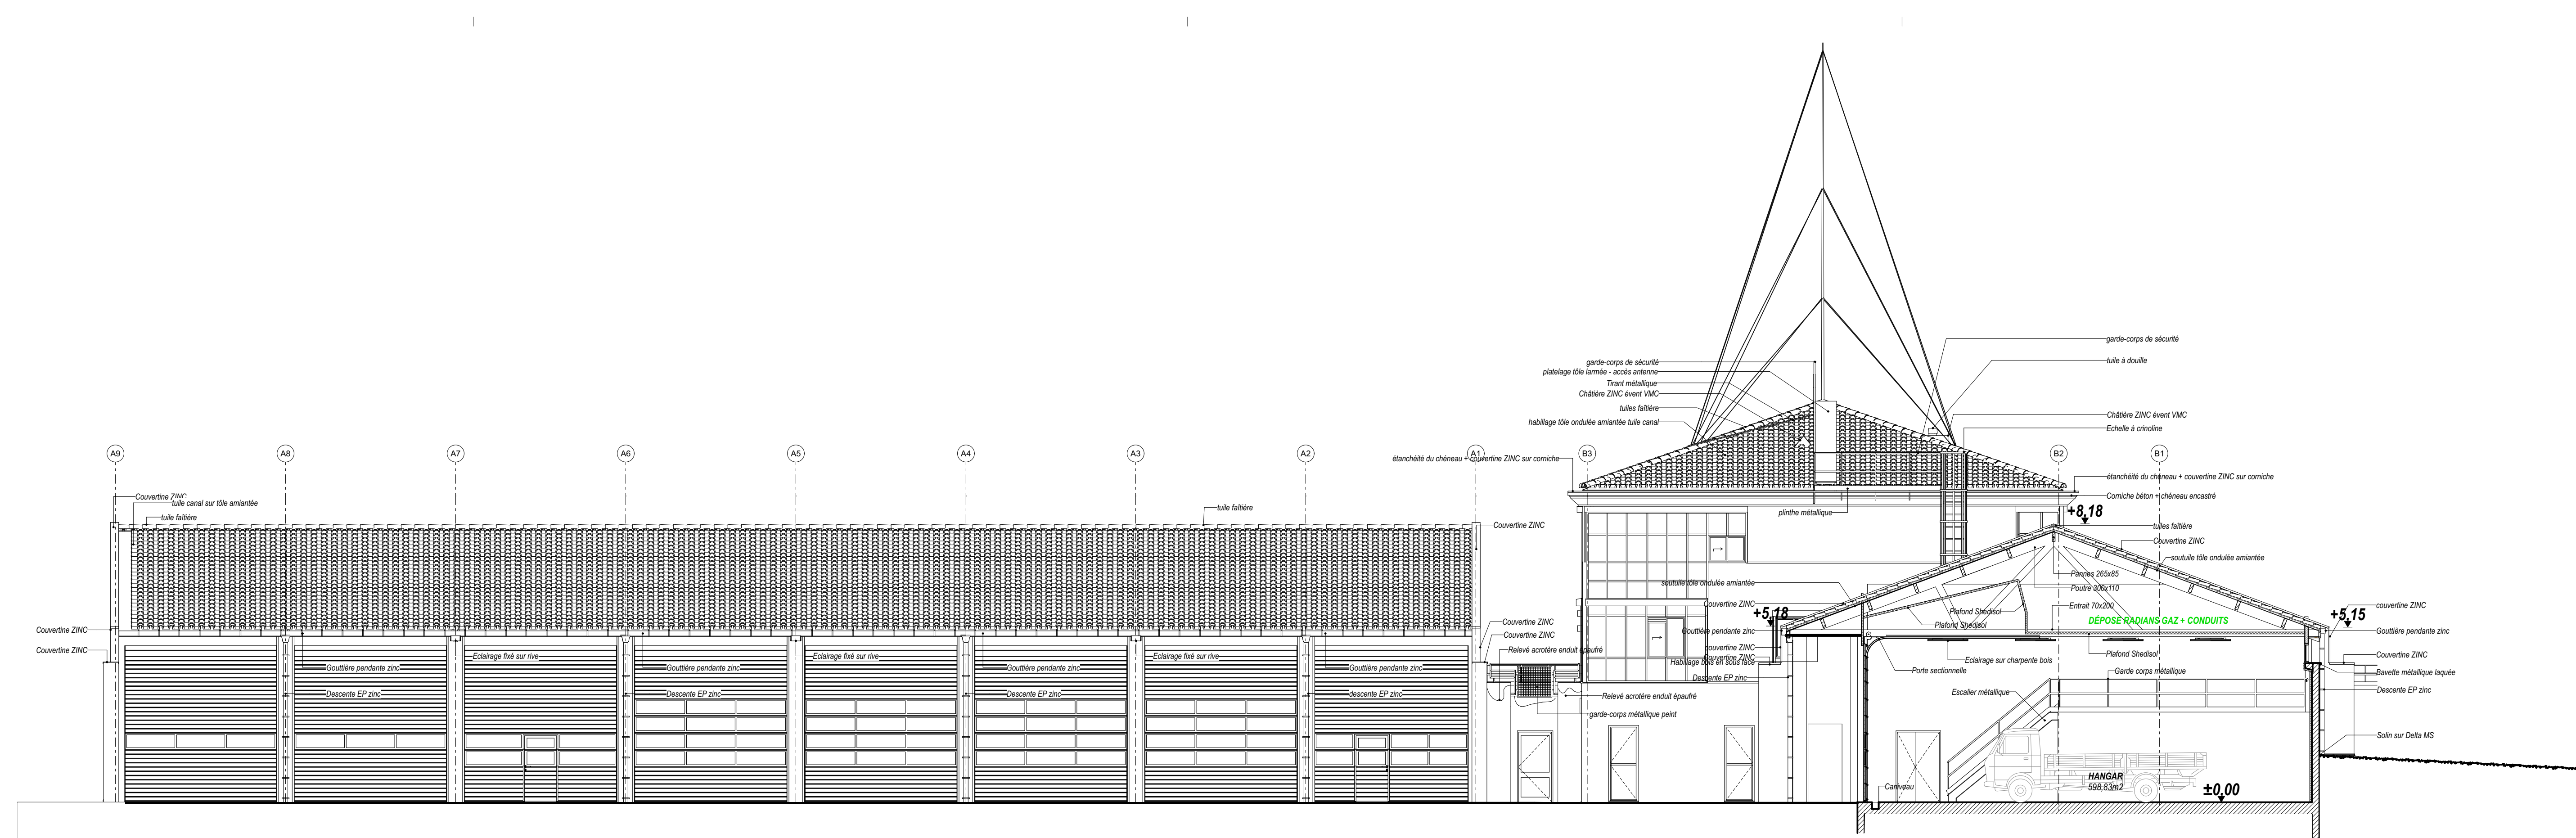 garde-corps de sécurité
tuile à douille
garde-corps de sécurité
platelage tôle larmée - accès antenne
Tirant métallique
Châtière ZINC évent VMC
tuiles faîtière
habillage tôle ondulée amiantée tuile canal
Châtière ZINC évent VMC
Echelle à crinoline
A9
A8
A7
A6
A5
A4
A3
A2
A1
B3
B2
B1
étanchéité du chéneau + couvertine ZINC sur corniche
étanchéité du chéneau + couvertine ZINC sur corniche
Corniche béton + chéneau encastré
+8,18
plinthe métallique
Couvertine ZINC
tuile canal sur tôle amiantée
tuile faîtière
tuile faîtière
Couvertine ZINC
tuiles faîtière
Couvertine ZINC
soutuile tôle ondulée amiantée
Pannes 265x85
Poutre 300x110
soutuile tôle ondulée amiantée
Couvertine ZINC
+5,18
Plafond Shedisol
Plafond Shedisol
Entrait 70x200
DÉPOSE RADIANS GAZ + CONDUITS
couvertine ZINC
+5,15
Gouttière pendante zinc
Couvertine ZINC
Couvertine ZINC
Couvertine ZINC
Couvertine ZINC
Relevé acrotère enduit épaufré
Gouttière pendante zinc
couvertine ZINC
Couvertine ZINC
Habillage bois en sous face
Descente EP zinc
Eclairage fixé sur rive
Eclairage fixé sur rive
Eclairage fixé sur rive
Gouttière pendante zinc
Gouttière pendante zinc
Gouttière pendante zinc
Gouttière pendante zinc
Descente EP zinc
Descente EP zinc
Descente EP zinc
descente EP zinc
Relevé acrotère enduit épaufré
garde-corps métallique peint
Porte sectionnelle
Eclairage sur charpente bois
Plafond Shedisol
Garde corps métallique
Escalier métallique
Couvertine ZINC
Bavette métallique laquée
Descente EP zinc
Solin sur Delta MS
Caniveau
HANGAR
598,83m2
±0,00